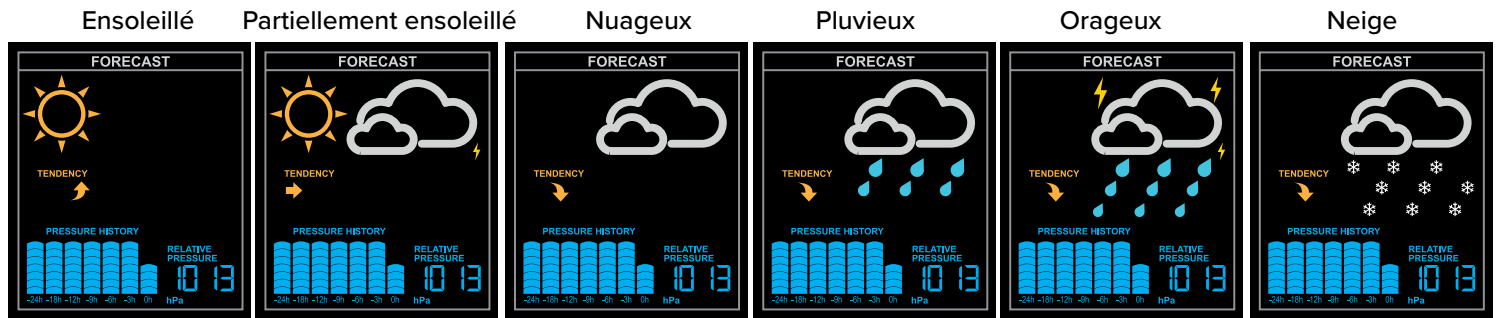 Ensoleillé
Partiellement ensoleillé
Nuageux
Pluvieux
Orageux
Neige
FORECAST
TENDENCY
PRESSURE HISTORY
RELATIVE
PRESSURE
1013
-24h -18h -12h -9h -6h -3h 0h hPa
FORECAST
TENDENCY
PRESSURE HISTORY
RELATIVE
PRESSURE
1013
-24h -18h -12h -9h -6h -3h 0h hPa
FORECAST
TENDENCY
PRESSURE HISTORY
RELATIVE
PRESSURE
1013
-24h -18h -12h -9h -6h -3h 0h hPa
FORECAST
TENDENCY
PRESSURE HISTORY
RELATIVE
PRESSURE
1013
-24h -18h -12h -9h -6h -3h 0h hPa
FORECAST
TENDENCY
PRESSURE HISTORY
RELATIVE
PRESSURE
1013
-24h -18h -12h -9h -6h -3h 0h hPa
FORECAST
TENDENCY
PRESSURE HISTORY
RELATIVE
PRESSURE
1013
-24h -18h -12h -9h -6h -3h 0h hPa